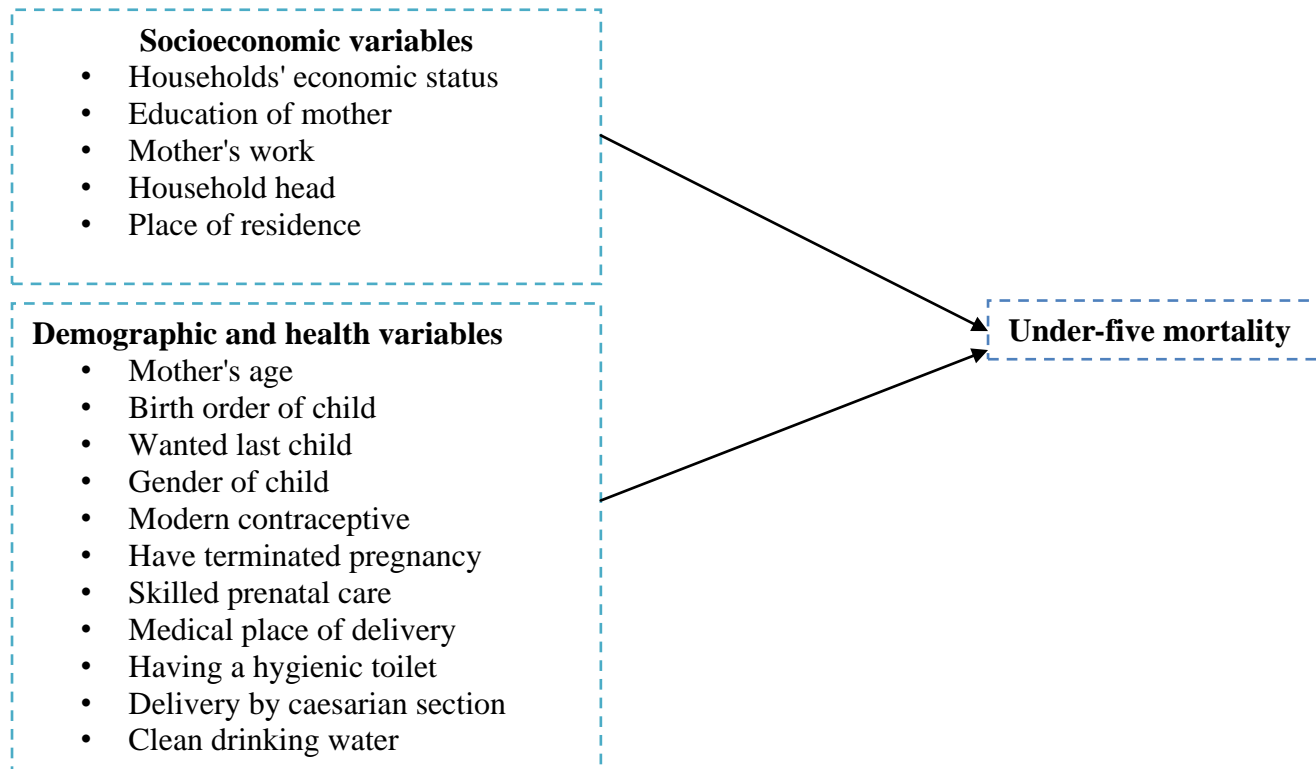 Socioeconomic variables
• Households' economic status
• Education of mother
• Mother's work
• Household head
• Place of residence
Demographic and health variables
• Mother's age
• Birth order of child
• Wanted last child
• Gender of child
• Modern contraceptive
• Have terminated pregnancy
• Skilled prenatal care
• Medical place of delivery
• Having a hygienic toilet
• Delivery by caesarian section
• Clean drinking water
Under-five mortality